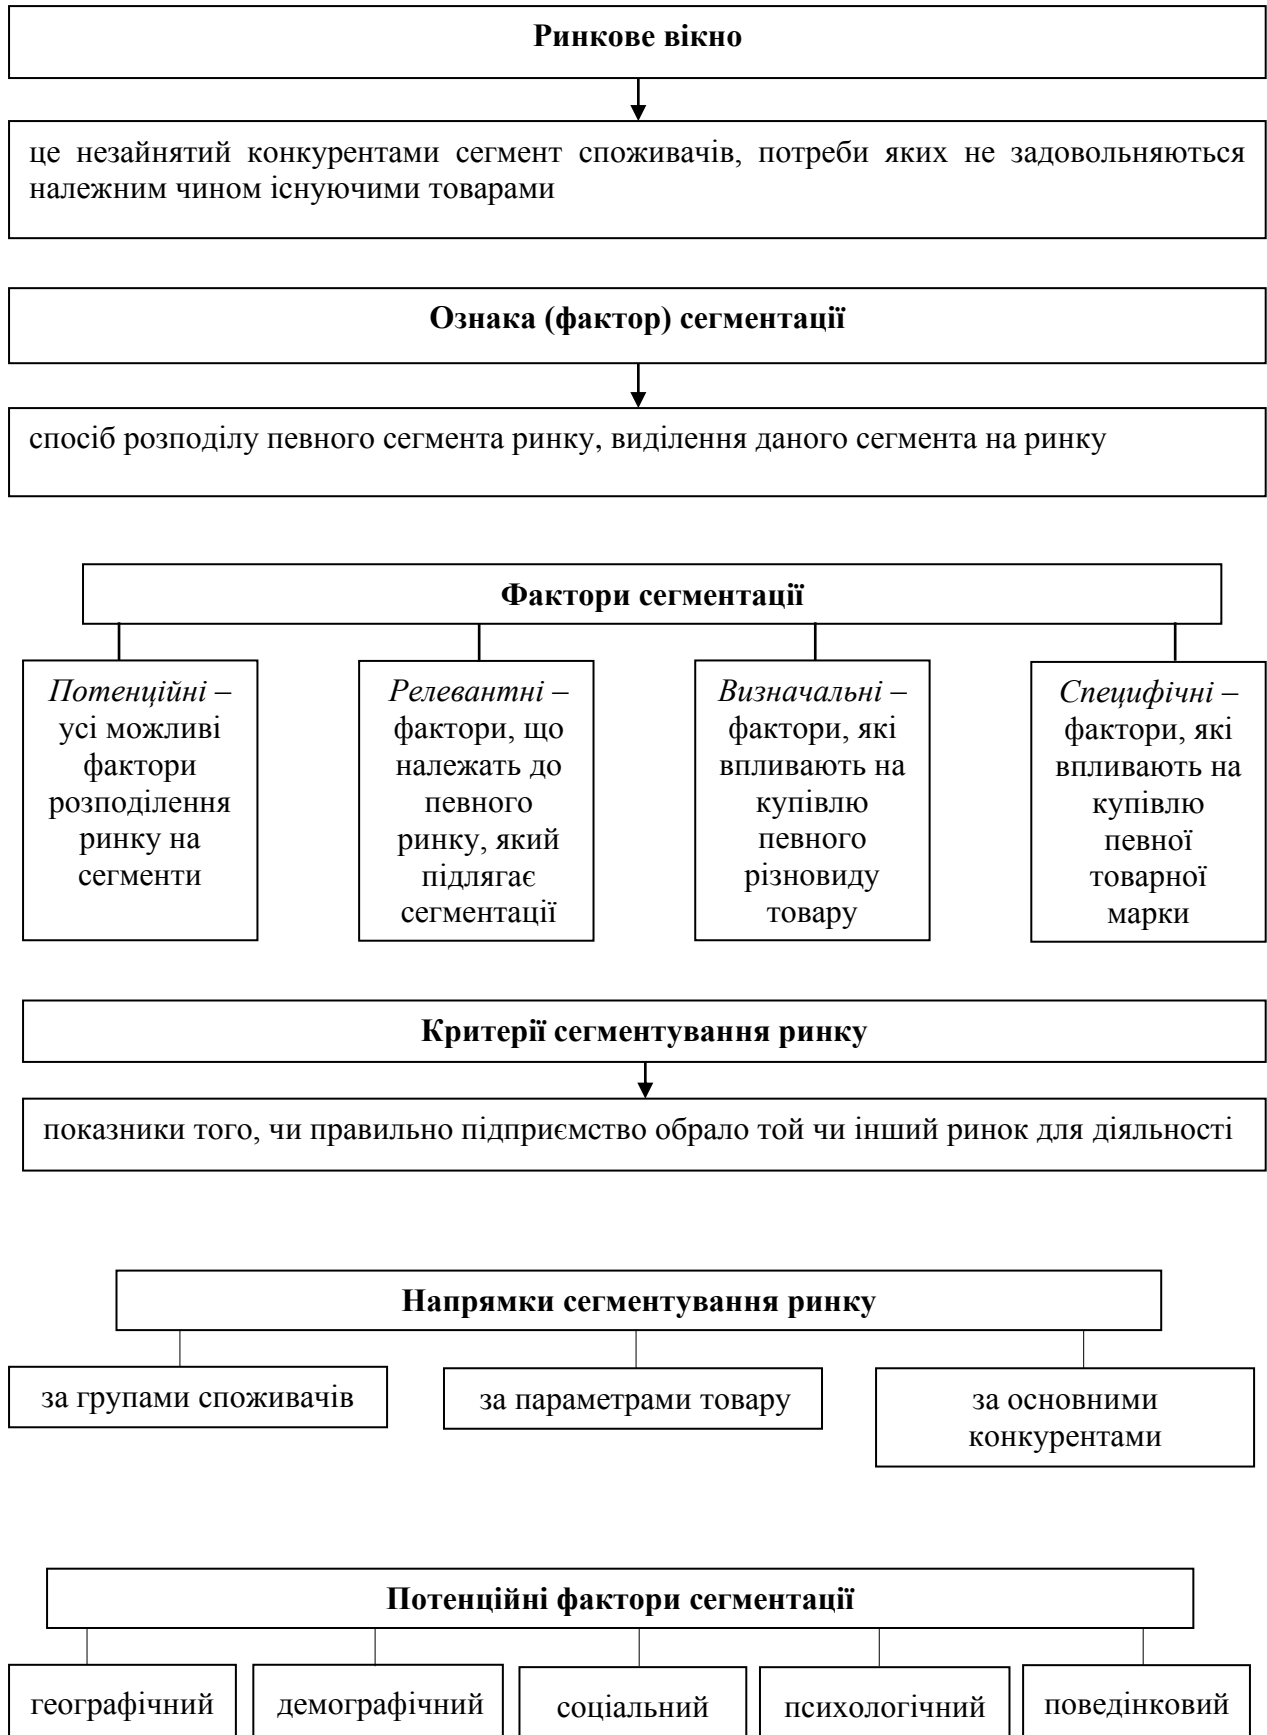 Ринкове вікно
це незайнятий конкурентами сегмент споживачів, потреби яких не задовольняються
належним чином існуючими товарами
Ознака (фактор) сегментації
спосіб розподілу певного сегмента ринку, виділення даного сегмента на ринку
Фактори сегментації
Потенційні –
усі можливі
фактори
розподілення
ринку на
сегменти
Релевантні –
фактори, що
належать до
певного
ринку, який
підлягає
сегментації
Визначальні –
фактори, які
впливають на
купівлю
певного
різновиду
товару
Специфічні –
фактори, які
впливають на
купівлю
певної
товарної
марки
Критерії сегментування ринку
показники того, чи правильно підприємство обрало той чи інший ринок для діяльності
Напрямки сегментування ринку
за групами споживачів
за параметрами товару
за основними
конкурентами
Потенційні фактори сегментації
географічний
демографічний
соціальний
психологічний
поведінковий